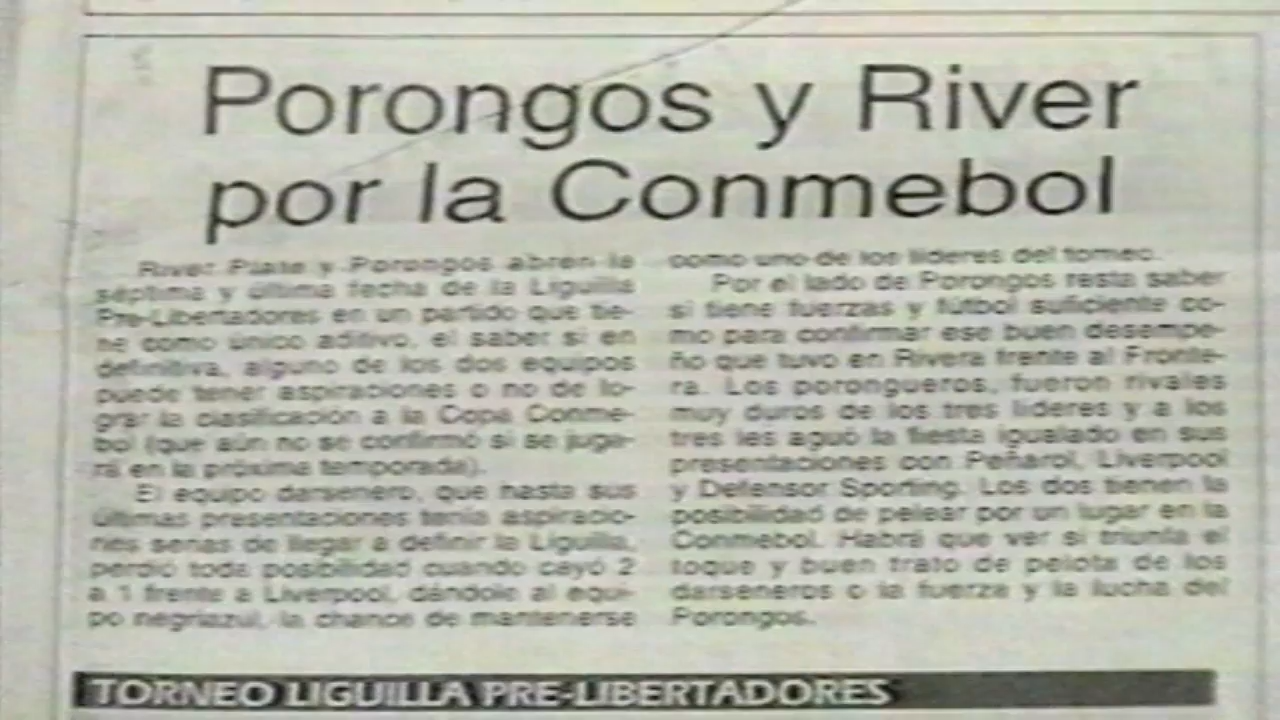 Porongos y River
por la Conmebol
River Plate y Porongos abren la
séptima y última fecha de la Liguilla
Pre-Libertadores en un partido que tie-
ne como único aditivo, el saber si en
definitiva, alguno de los dos equipos
puede tener aspiraciones o no de lo-
grar la clasificación a la Copa Conme-
bol (que aún no se confirmó si se juga-
rá en la próxima temporada).
El equipo darsenero, que hasta sus
últimas presentaciones tenía aspiracio-
nes serias de llegar a definir la Liguilla,
perdió toda posibilidad cuando cayó 2
a 1 frente a Liverpool, dándole al equi-
po negriazul, la chance de mantenerse
como uno de los líderes del torneo.
Por el lado de Porongos resta saber
si tiene fuerzas y fútbol suficiente co-
mo para confirmar ese buen desempe-
ño que tuvo en Rivera frente al Fronte-
ra. Los porongueros, fueron rivales
muy duros de los tres líderes y a los
tres les aguó la fiesta igualado en sus
presentaciones con Peñarol, Liverpool
y Defensor Sporting. Los dos tienen la
posibilidad de pelear por un lugar en la
Conmebol. Habrá que ver si triunfa el
toque y buen trato de pelota de los
darseneros o la fuerza y la lucha del
Porongos.
TORNEO LIGUILLA PRE-LIBERTADORES